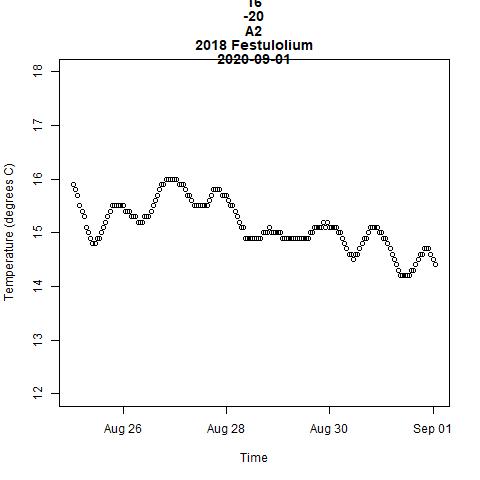 16
-20
A2
2018 Festulolium
2020-09-01
Temperature (degrees C)
18
17
16
15
14
13
12
Aug 26
Aug 28
Aug 30
Sep 01
Time